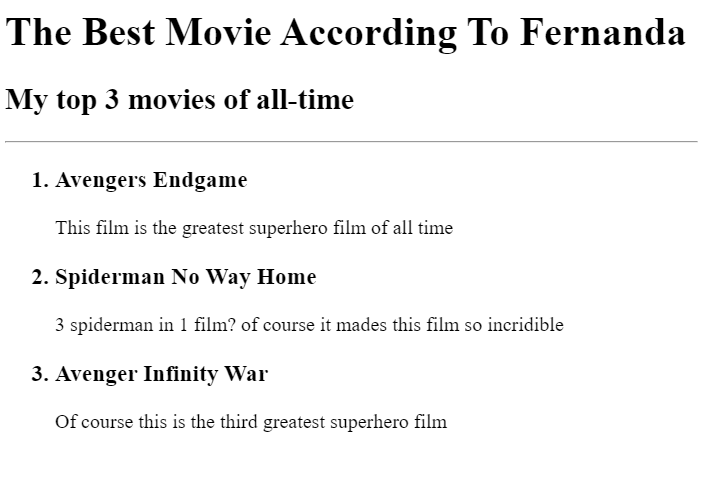 The Best Movie According To Fernanda
My top 3 movies of all-time
1. Avengers Endgame
This film is the greatest superhero film of all time
2. Spiderman No Way Home
3 spiderman in 1 film? of course it mades this film so incridible
3. Avenger Infinity War
Of course this is the third greatest superhero film